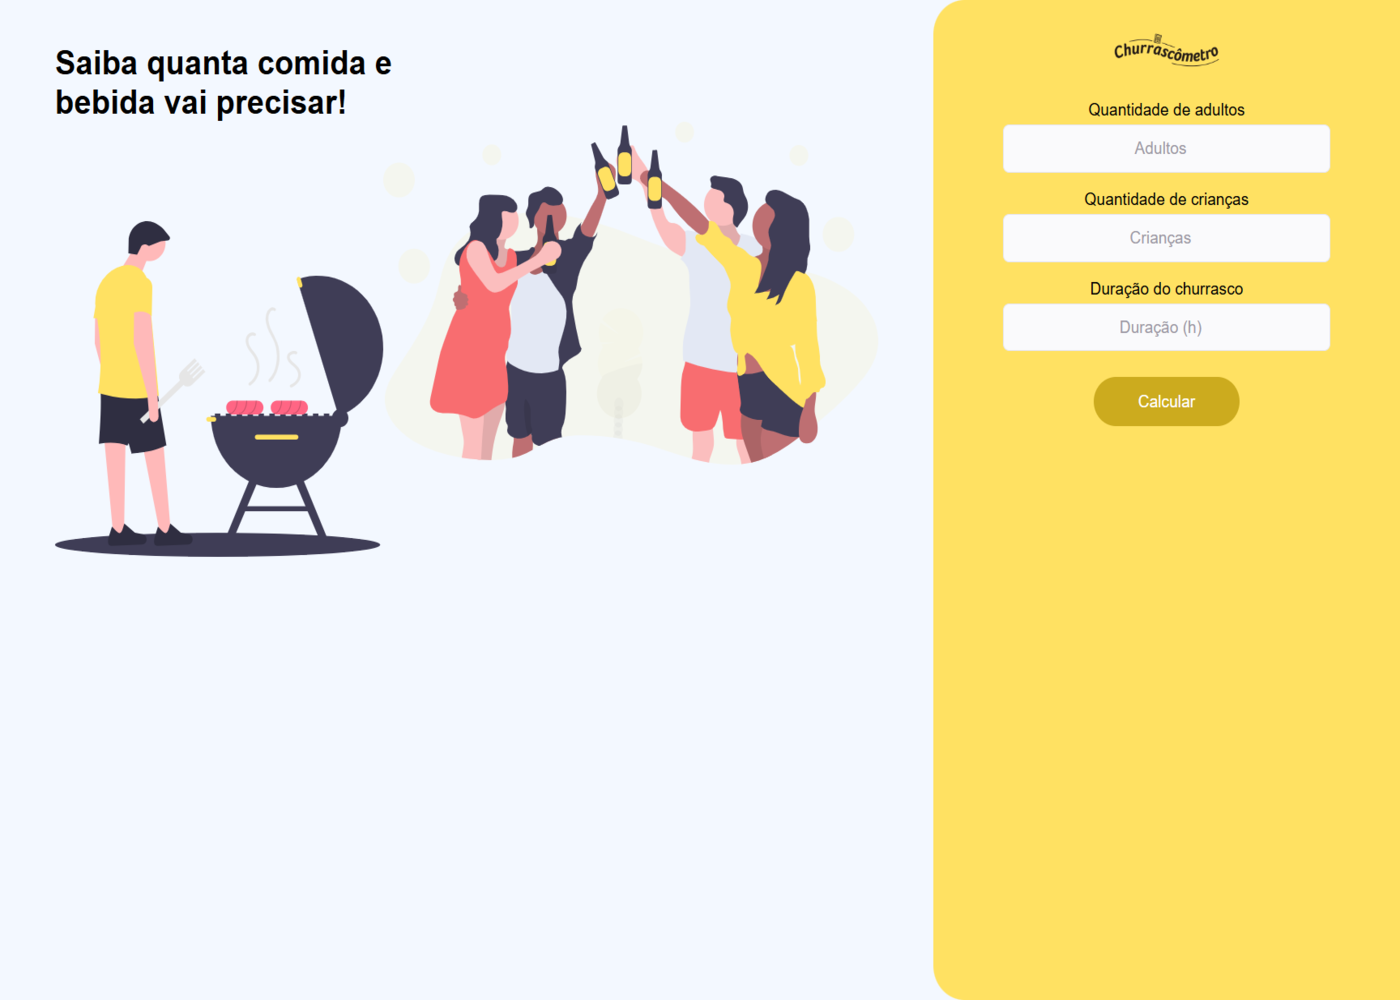 Saiba quanta comida e
bebida vai precisar!
Churrascômetro
Quantidade de adultos
Adultos
Quantidade de crianças
Crianças
Duração do churrasco
Duração (h)
Calcular